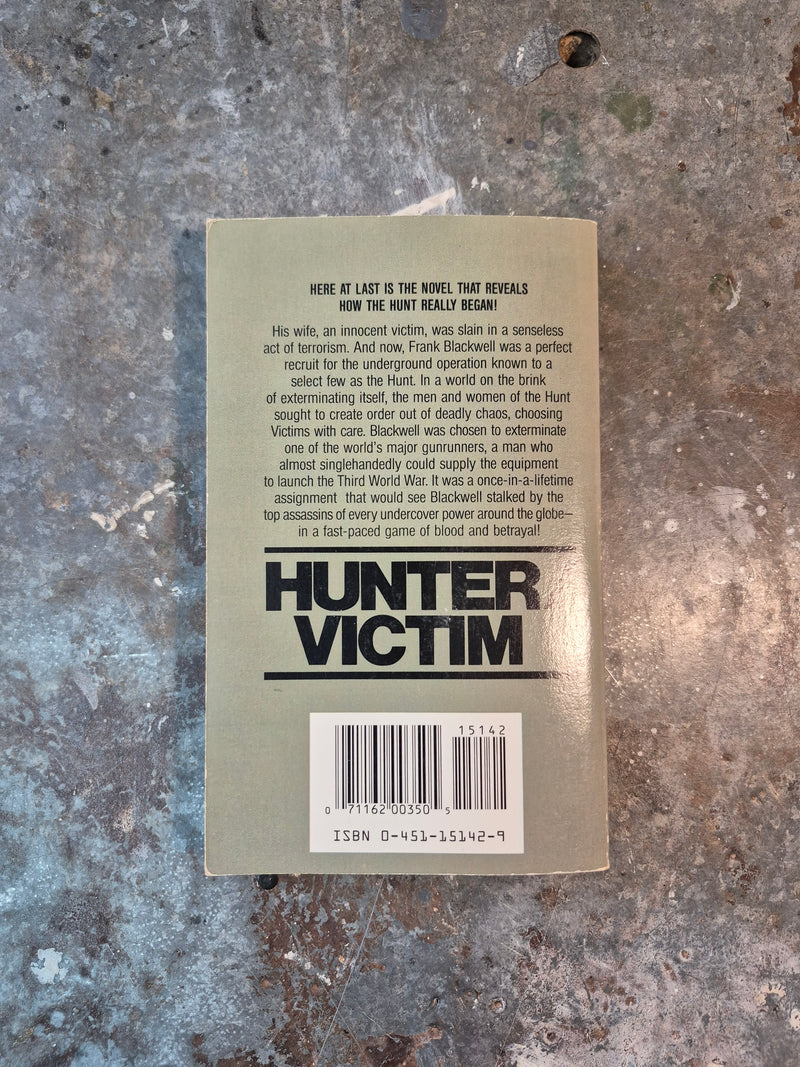 HERE AT LAST IS THE NOVEL THAT REVEALS
HOW THE HUNT REALLY BEGAN!
His wife, an innocent victim, was slain in a senseless
act of terrorism. And now, Frank Blackwell was a perfect
recruit for the underground operation known to a
select few as the Hunt. In a world on the brink
of exterminating itself, the men and women of the Hunt
sought to create order out of deadly chaos, choosing
Victims with care. Blackwell was chosen to exterminate
one of the world's major gunrunners, a man who
almost singlehandedly could supply the equipment
to launch the Third World War. It was a once-in-a-lifetime
assignment that would see Blackwell stalked by the
top assassins of every undercover power around the globe—
in a fast-paced game of blood and betrayal!
HUNTER
VICTIM
15142
0 71162 00350 5
ISBN 0-451-15142-9